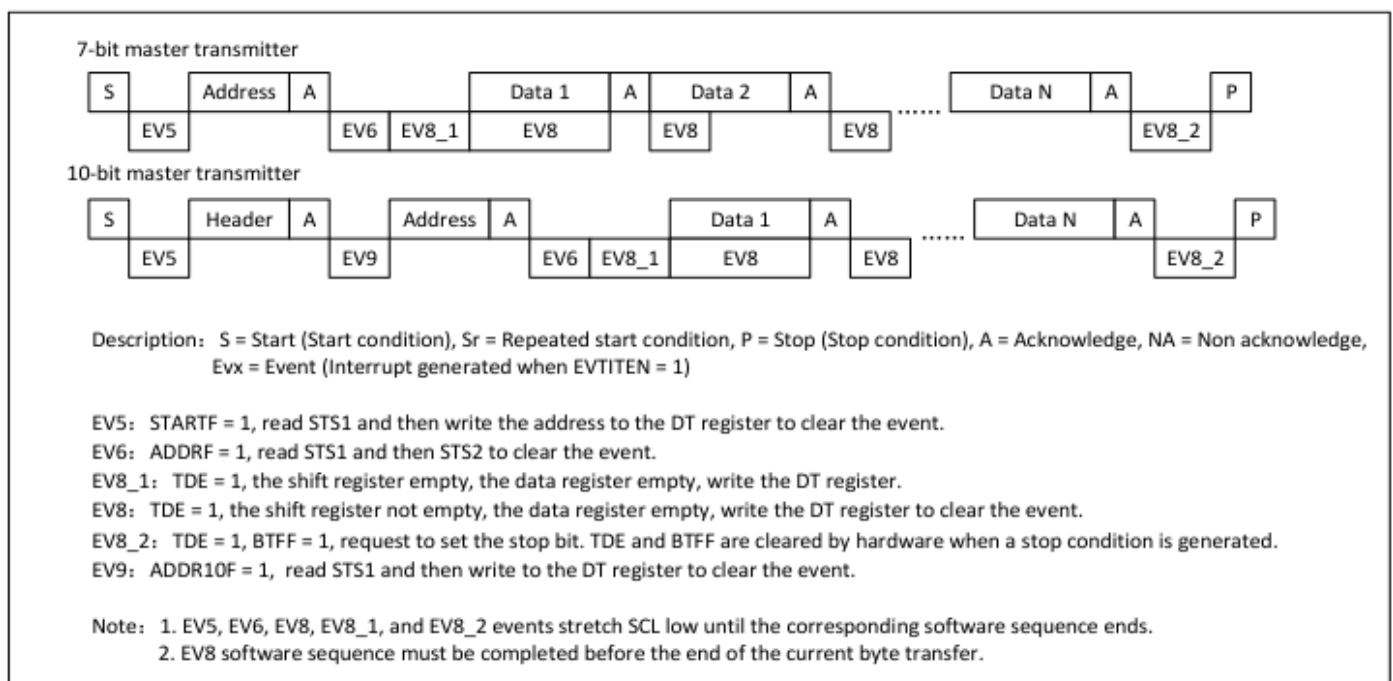 7-bit master transmitter
S Address A Data 1 A Data 2 A ...... Data N A P
EV5 EV6 EV8_1 EV8 EV8 EV8 EV8_2
10-bit master transmitter
S Header A Address A Data 1 A ...... Data N A P
EV5 EV9 EV6 EV8_1 EV8 EV8 EV8_2
Description： S = Start (Start condition), Sr = Repeated start condition, P = Stop (Stop condition), A = Acknowledge, NA = Non acknowledge,
Evx = Event (Interrupt generated when EVTITEN = 1)
EV5：STARTF = 1, read STS1 and then write the address to the DT register to clear the event.
EV6：ADDRF = 1, read STS1 and then STS2 to clear the event.
EV8_1：TDE = 1, the shift register empty, the data register empty, write the DT register.
EV8：TDE = 1, the shift register not empty, the data register empty, write the DT register to clear the event.
EV8_2：TDE = 1, BTFF = 1, request to set the stop bit. TDE and BTFF are cleared by hardware when a stop condition is generated.
EV9：ADDR10F = 1, read STS1 and then write to the DT register to clear the event.
Note：1. EV5, EV6, EV8, EV8_1, and EV8_2 events stretch SCL low until the corresponding software sequence ends.
2. EV8 software sequence must be completed before the end of the current byte transfer.